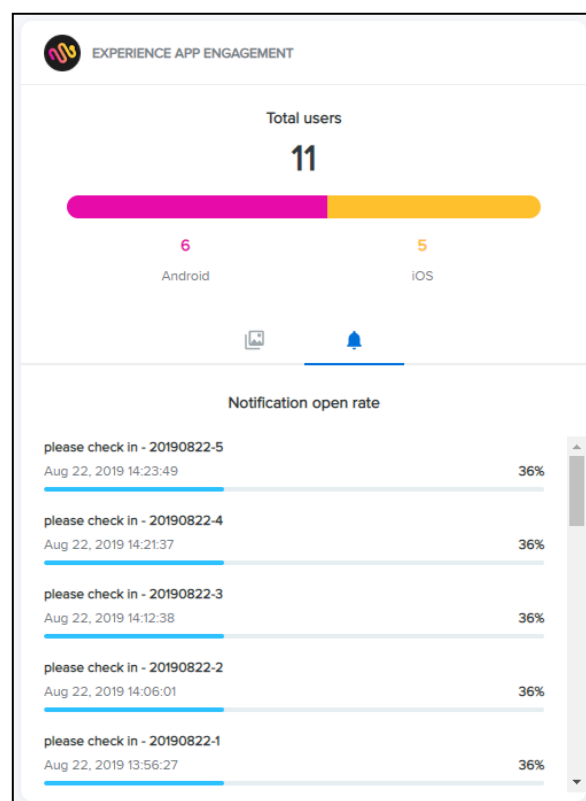 EXPERIENCE APP ENGAGEMENT
Total users
11
6 5
Android iOS
Notification open rate
please check in - 20190822-5
Aug 22, 2019 14:23:49 36%
please check in - 20190822-4
Aug 22, 2019 14:21:37 36%
please check in - 20190822-3
Aug 22, 2019 14:12:38 36%
please check in - 20190822-2
Aug 22, 2019 14:06:01 36%
please check in - 20190822-1
Aug 22, 2019 13:56:27 36%